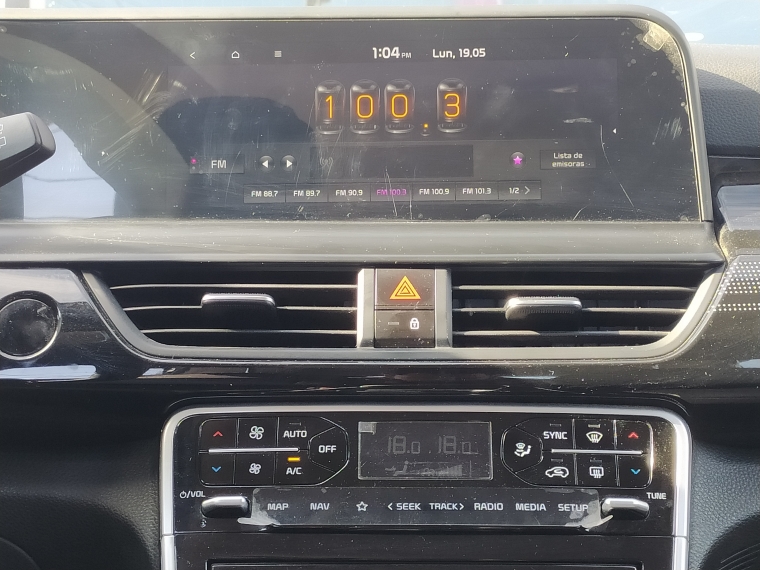 1:04 PM Lun, 19.05
100.3
FM Lista de emisoras
FM 88.7 FM 89.7 FM 90.9 FM 100.3 FM 100.9 FM 101.3 1/2
AUTO OFF 18.0 18.0 SYNC
A/C
VOL TUNE
MAP NAV SEEK TRACK RADIO MEDIA SETUP